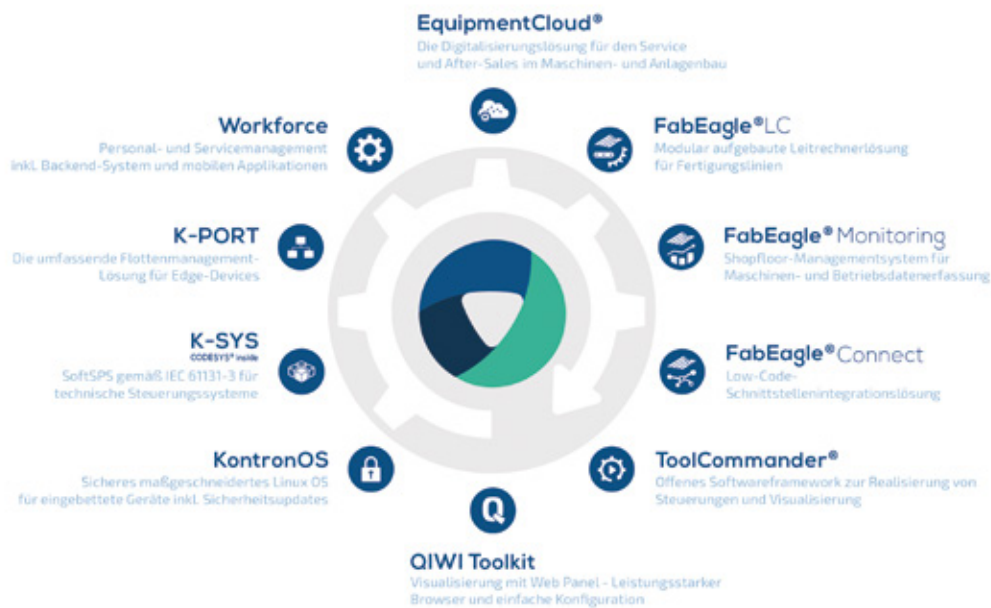 EquipmentCloud®
Die Digitalisierungslösung für den Service
und After-Sales im Maschinen- und Anlagenbau
Workforce
Personal- und Servicemanagement
inkl. Backend-System und mobilen Applikationen
FabEagle®LC
Modular aufgebaute Leitrechnerlösung
für Fertigungslinien
K-PORT
Die umfassende Flottenmanagement-
Lösung für Edge-Devices
FabEagle® Monitoring
Shopfloor-Managementsystem für
Maschinen- und Betriebsdatenerfassung
K-SYS
CODESYS® inside
SoftSPS gemäß IEC 61131-3 für
technische Steuerungssysteme
FabEagle® Connect
Low-Code-
Schnittstellenintegrationslösung
KontronOS
Sicheres maßgeschneidertes Linux OS
für eingebettete Geräte inkl. Sicherheitsupdates
ToolCommander®
Offenes Softwareframework zur Realisierung von
Steuerungen und Visualisierung
Q
QIWI Toolkit
Visualisierung mit Web Panel - Leistungsstarker
Browser und einfache Konfiguration